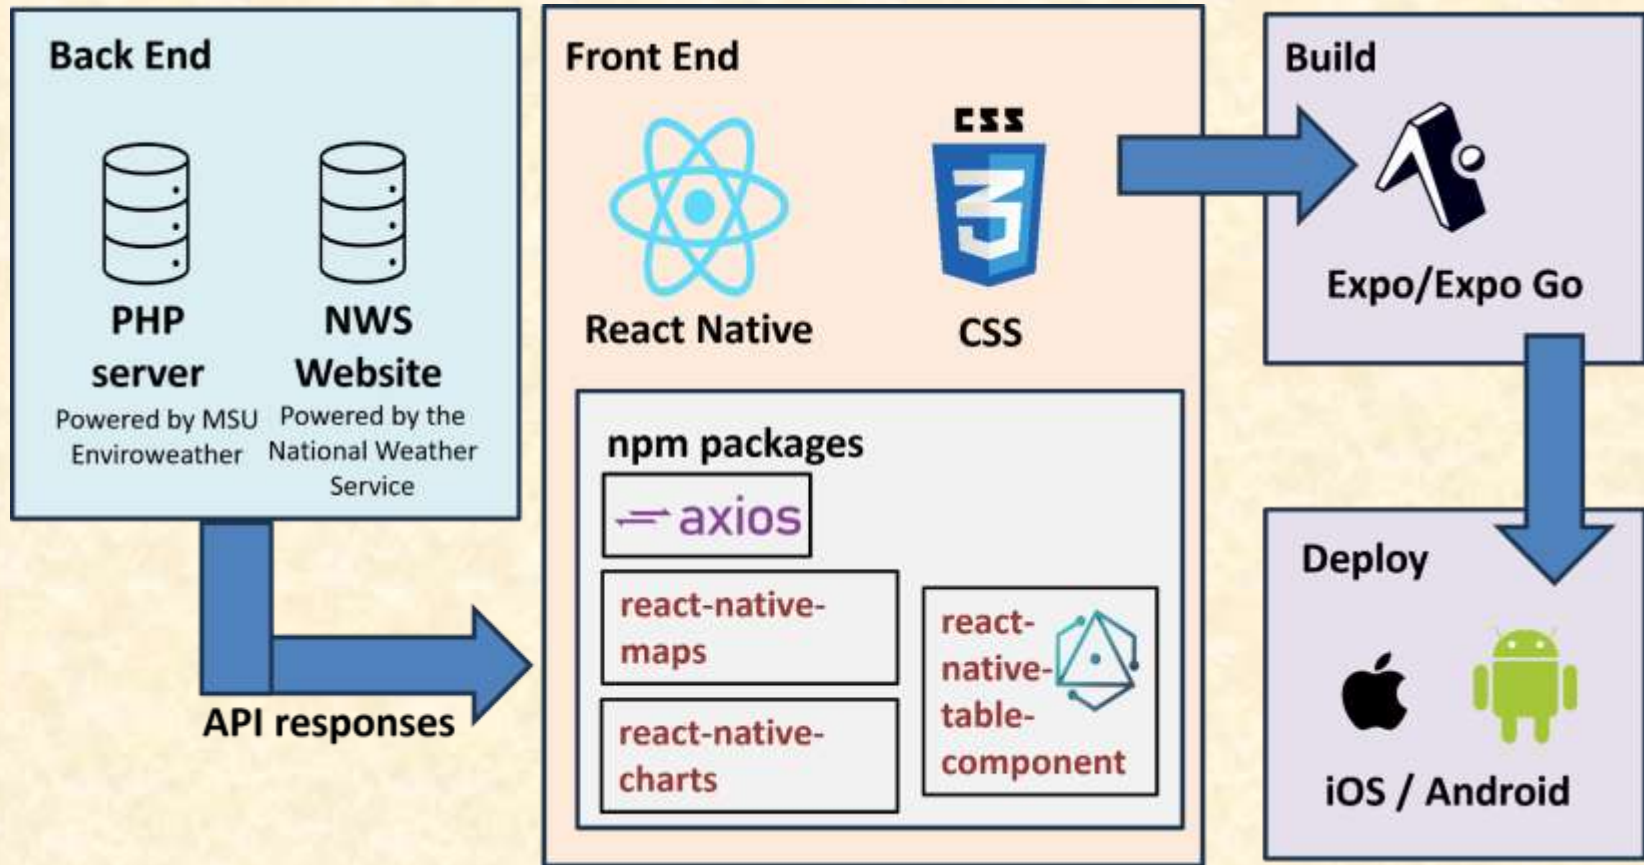 Back End
PHP
server
Powered by MSU
Enviroweather
NWS
Website
Powered by the
National Weather
Service
API responses
Front End
React Native
CSS
3
CSS
npm packages
axios
react-native-
maps
react-native-
charts
react-
native-
table-
component
Build
Expo/Expo Go
Deploy
iOS / Android